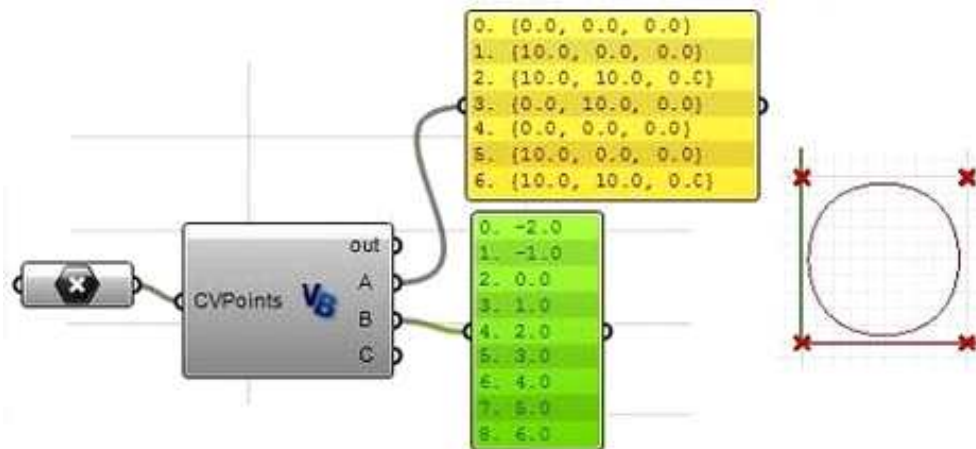 0. {0.0, 0.0, 0.0}
1. {10.0, 0.0, 0.0}
2. {10.0, 10.0, 0.0}
3. {0.0, 10.0, 0.0}
4. {0.0, 0.0, 0.0}
5. {10.0, 0.0, 0.0}
6. {10.0, 10.0, 0.0}
CVPoints
VB
out
A
B
C
0. -2.0
1. -1.0
2. 0.0
3. 1.0
4. 2.0
5. 3.0
6. 4.0
7. 5.0
8. 6.0